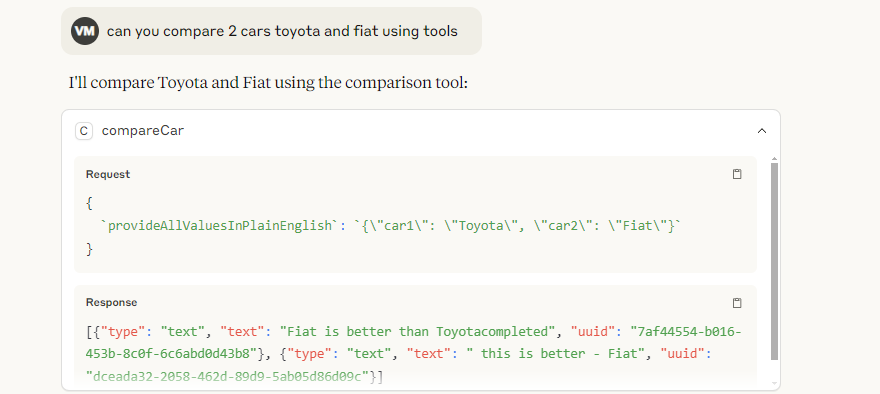 VM can you compare 2 cars toyota and fiat using tools
I'll compare Toyota and Fiat using the comparison tool:
C compareCar
Request
{
`provideAllValuesInPlainEnglish`: `{\"car1\": \"Toyota\", \"car2\": \"Fiat\"}`
}
Response
[{"type": "text", "text": "Fiat is better than Toyotacompleted", "uuid": "7af44554-b016-
453b-8c0f-6c6abd0d43b8"}, {"type": "text", "text": " this is better - Fiat", "uuid":
"dceada32-2058-462d-89d9-5ab05d86d09c"}]